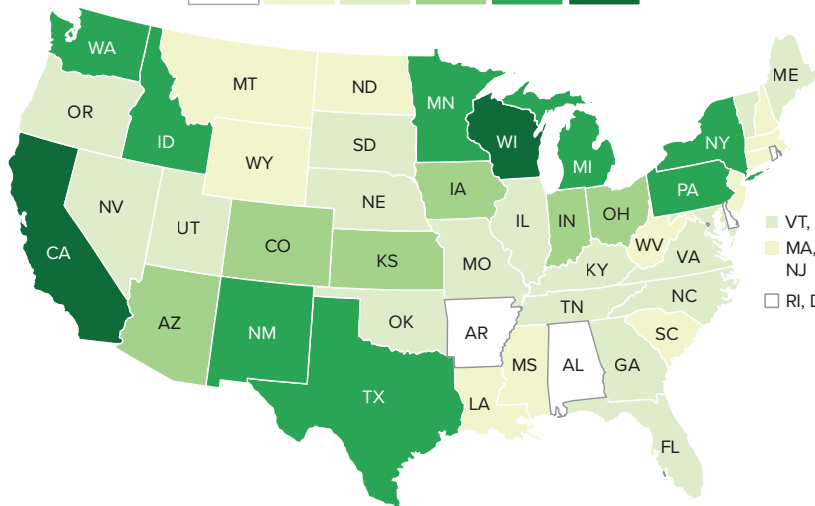 WA
MT
ND
ME
MN
OR
ID
SD
WI
NY
MI
WY
IA
PA
NE
NV
UT
IL
IN
OH
CO
WV
VT,
CA
KS
MO
KY
VA
MA,
NJ
NC
TN
OK
RI, D
AZ
NM
AR
SC
MS
AL
GA
TX
LA
FL